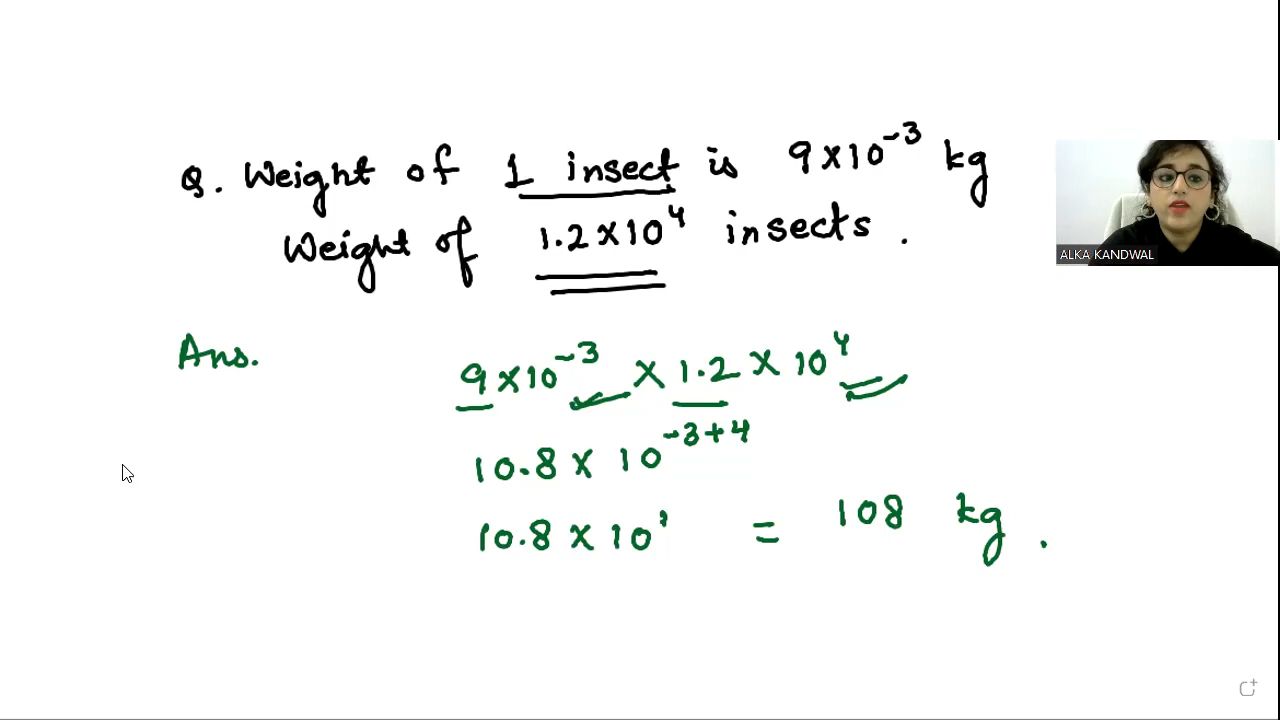 Q. Weight of 1 insect is 9×10⁻³ kg
Weight of 1.2×10⁴ insects.
ALKA KANDWAL
Ans.
9×10⁻³ × 1.2 × 10⁴
10.8 × 10⁻³⁺⁴
10.8 × 10¹ = 108 kg.